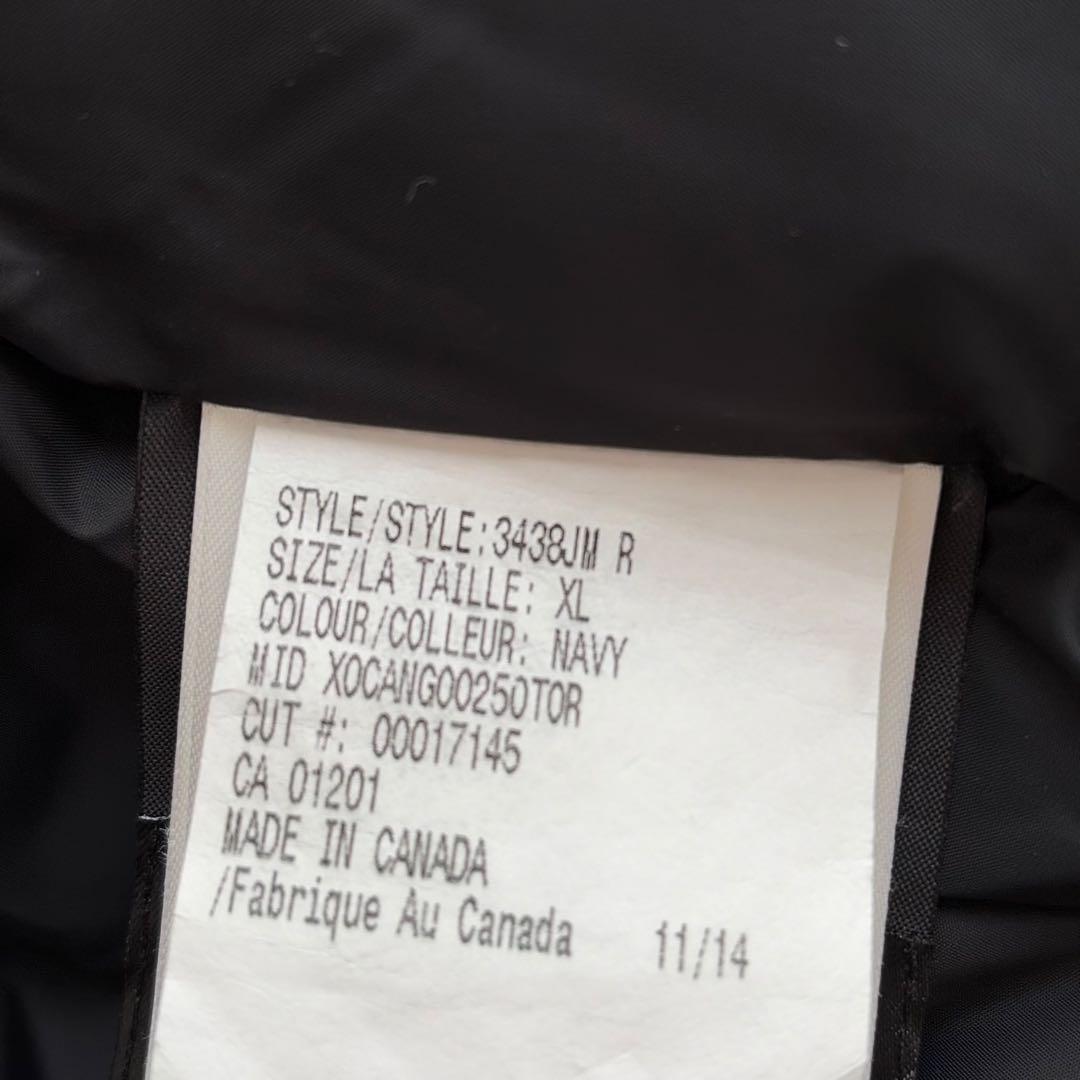 STYLE/STYLE:3438JM R
SIZE/LA TAILLE: XL
COLOUR/COLLEUR: NAVY
MID XOCANGOO250TOR
CUT #: 00017145
CA 01201
MADE IN CANADA
/Fabrique Au Canada 11/14